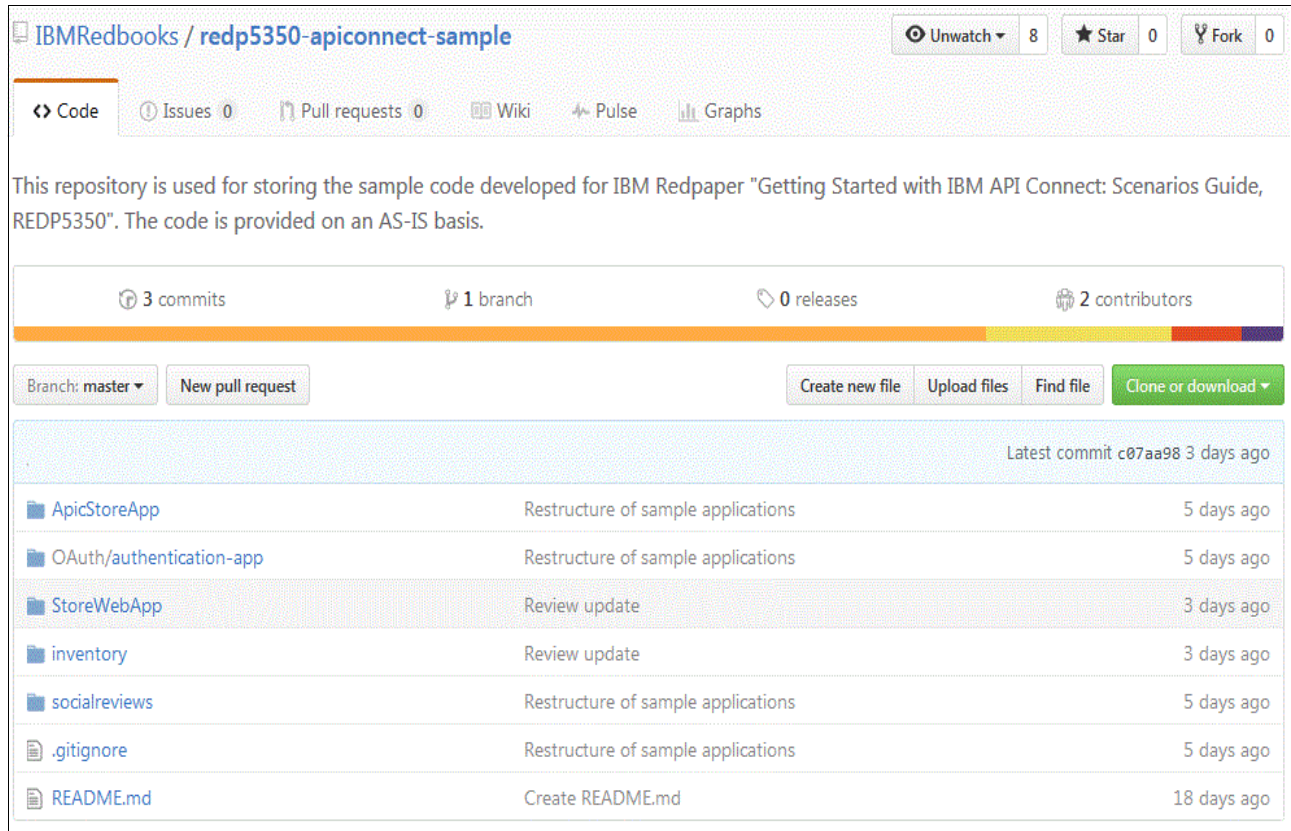 IBMRedbooks / redp5350-apiconnect-sample
Unwatch 8 Star 0 Fork 0
Code Issues 0 Pull requests 0 Wiki Pulse Graphs
This repository is used for storing the sample code developed for IBM Redpaper "Getting Started with IBM API Connect: Scenarios Guide,
REDP5350". The code is provided on an AS-IS basis.
3 commits 1 branch 0 releases 2 contributors
Branch: master New pull request Create new file Upload files Find file Clone or download
Latest commit c07aa98 3 days ago
ApicStoreApp Restructure of sample applications 5 days ago
OAuth/authentication-app Restructure of sample applications 5 days ago
StoreWebApp Review update 3 days ago
inventory Review update 3 days ago
socialreviews Restructure of sample applications 5 days ago
.gitignore Restructure of sample applications 5 days ago
README.md Create README.md 18 days ago